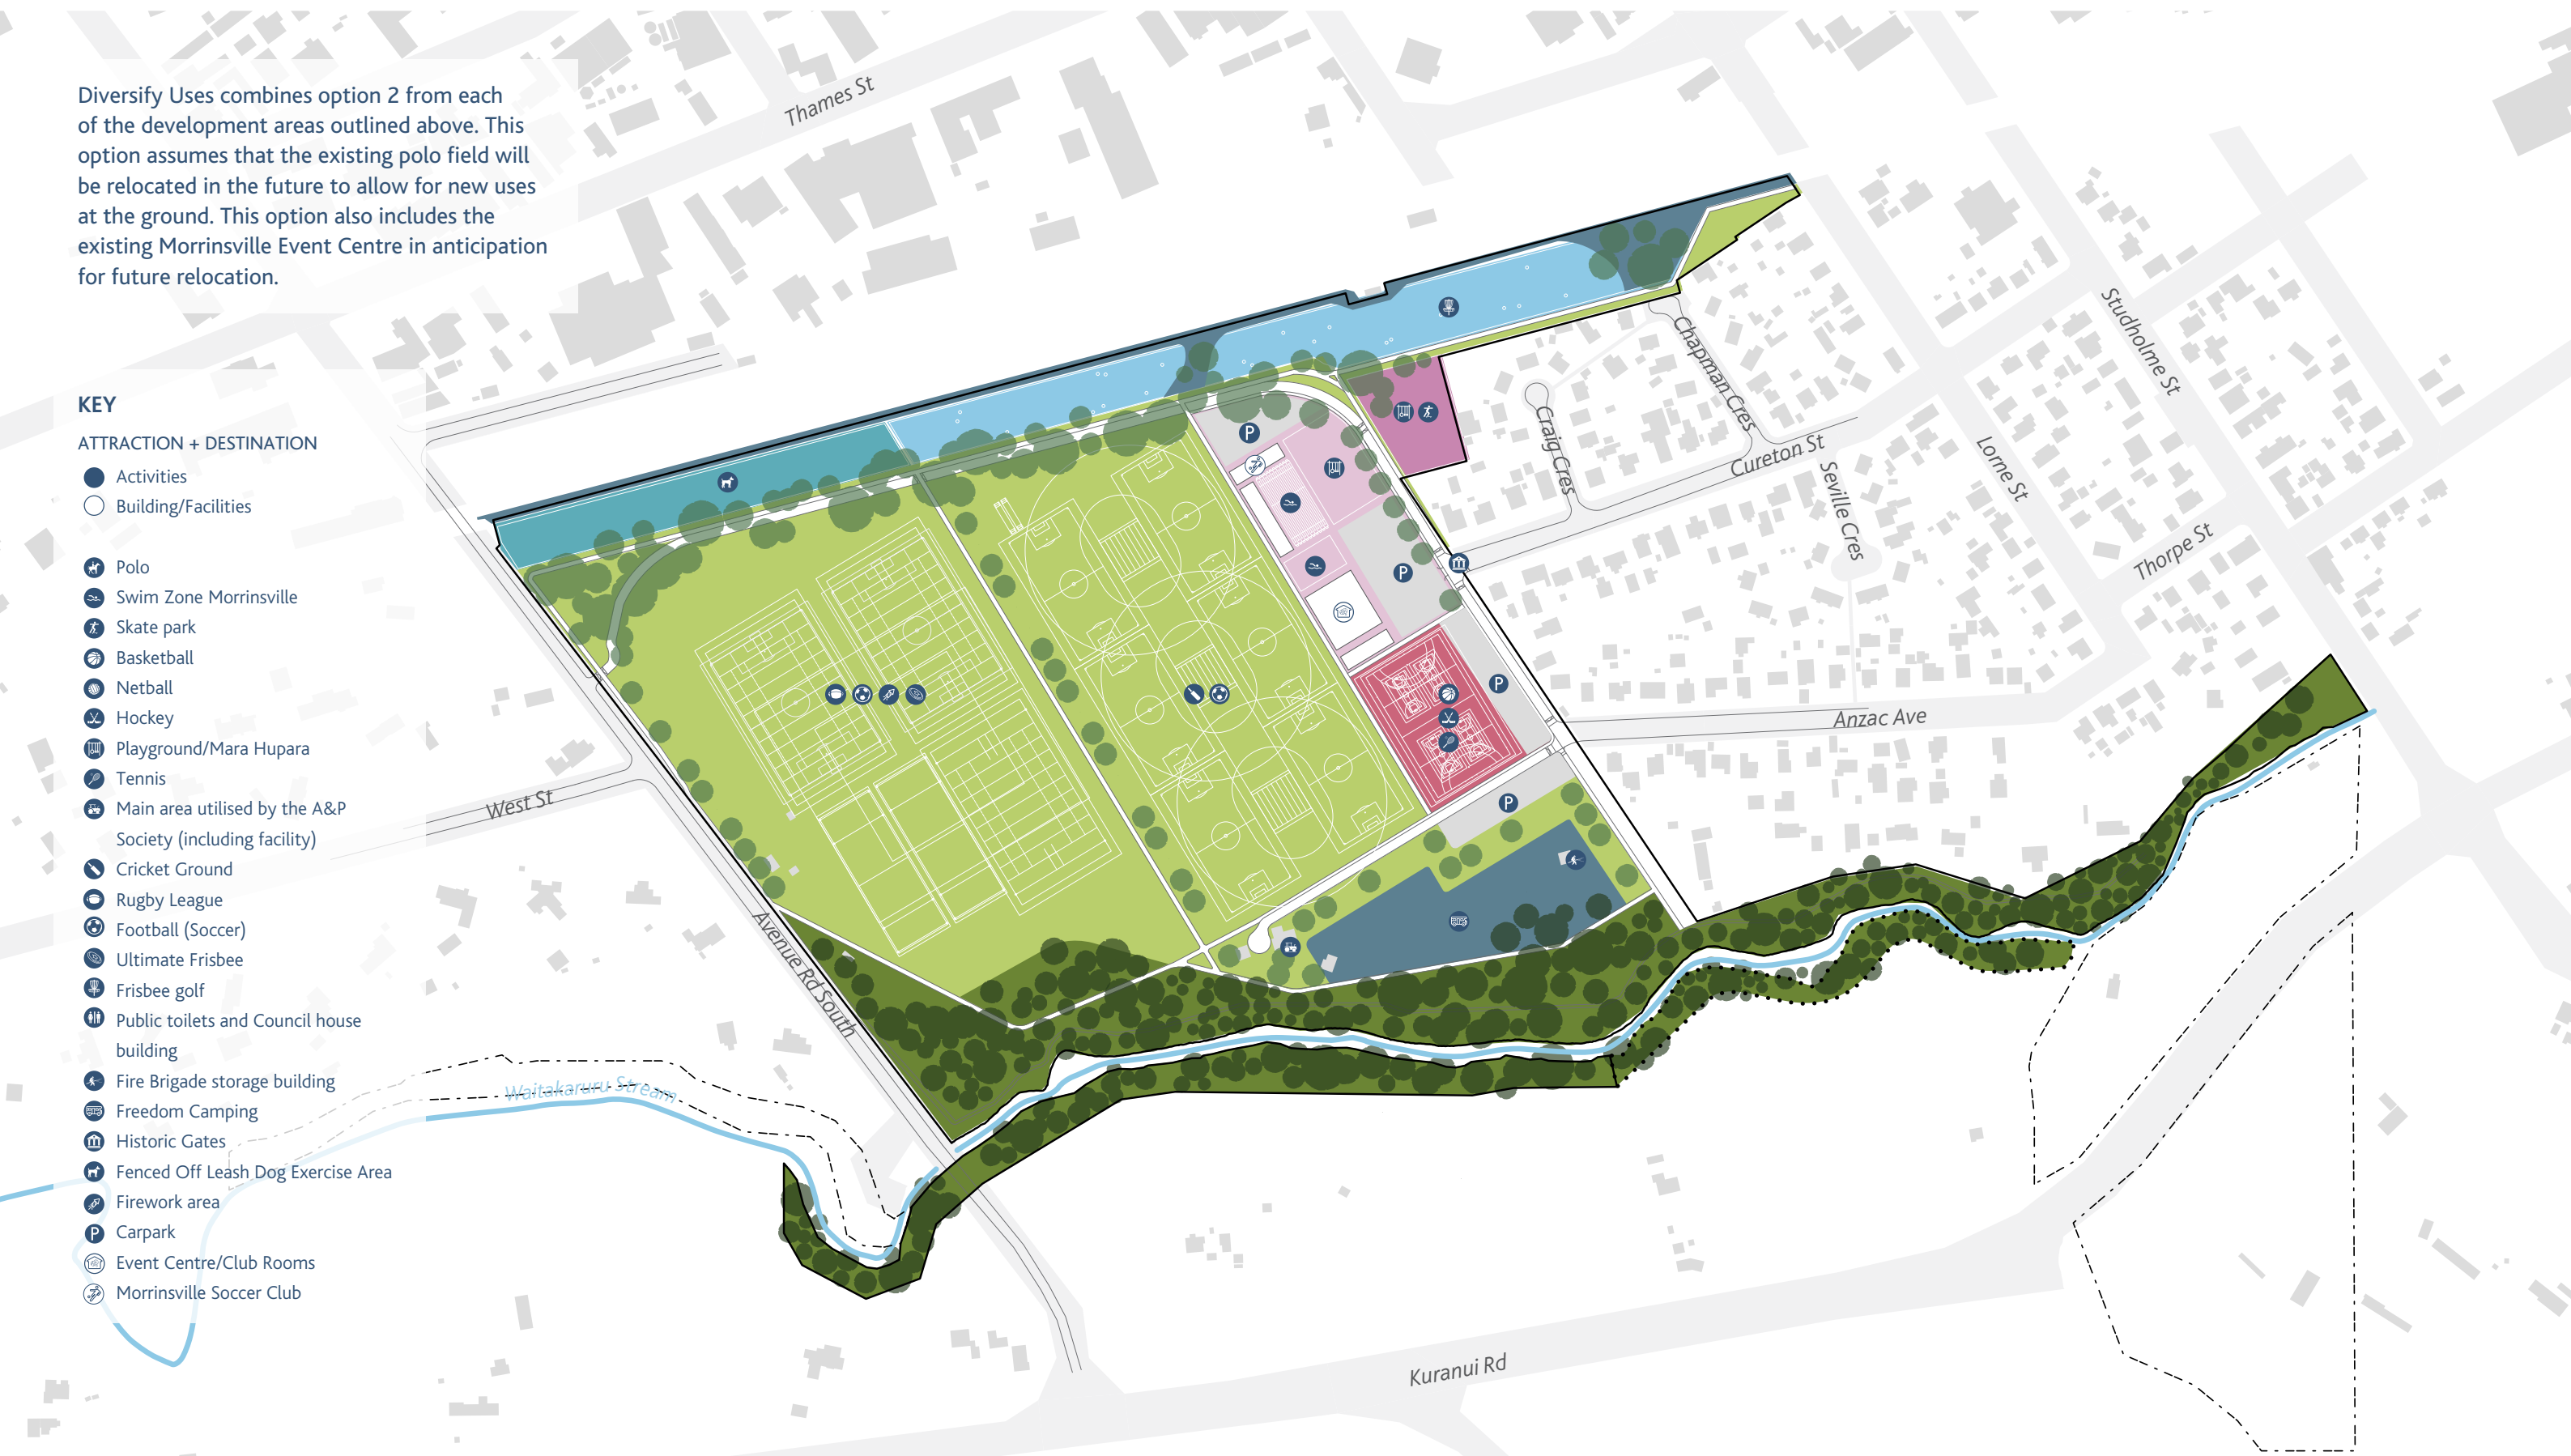 Diversify Uses combines option 2 from each
of the development areas outlined above. This
option assumes that the existing polo field will
be relocated in the future to allow for new uses
at the ground. This option also includes the
existing Morrinsville Event Centre in anticipation
for future relocation.
KEY
ATTRACTION + DESTINATION
Activities
Building/Facilities
Polo
Swim Zone Morrinsville
Skate park
Basketball
Netball
Hockey
Playground/Mara Hupara
Tennis
Main area utilised by the A&P
Society (including facility)
Cricket Ground
Rugby League
Football (Soccer)
Ultimate Frisbee
Frisbee golf
Public toilets and Council house
building
Fire Brigade storage building
Freedom Camping
Historic Gates
Fenced Off Leash Dog Exercise Area
Firework area
P Carpark
Event Centre/Club Rooms
Morrinsville Soccer Club
Thames St
Studholme St
Chapman Cres
Craig Cres
Cureton St
Seville Cres
Lorne St
Thorpe St
P
P
P
P
Anzac Ave
West St
Avenue Rd South
Waitakaruru Stream
Kuranui Rd